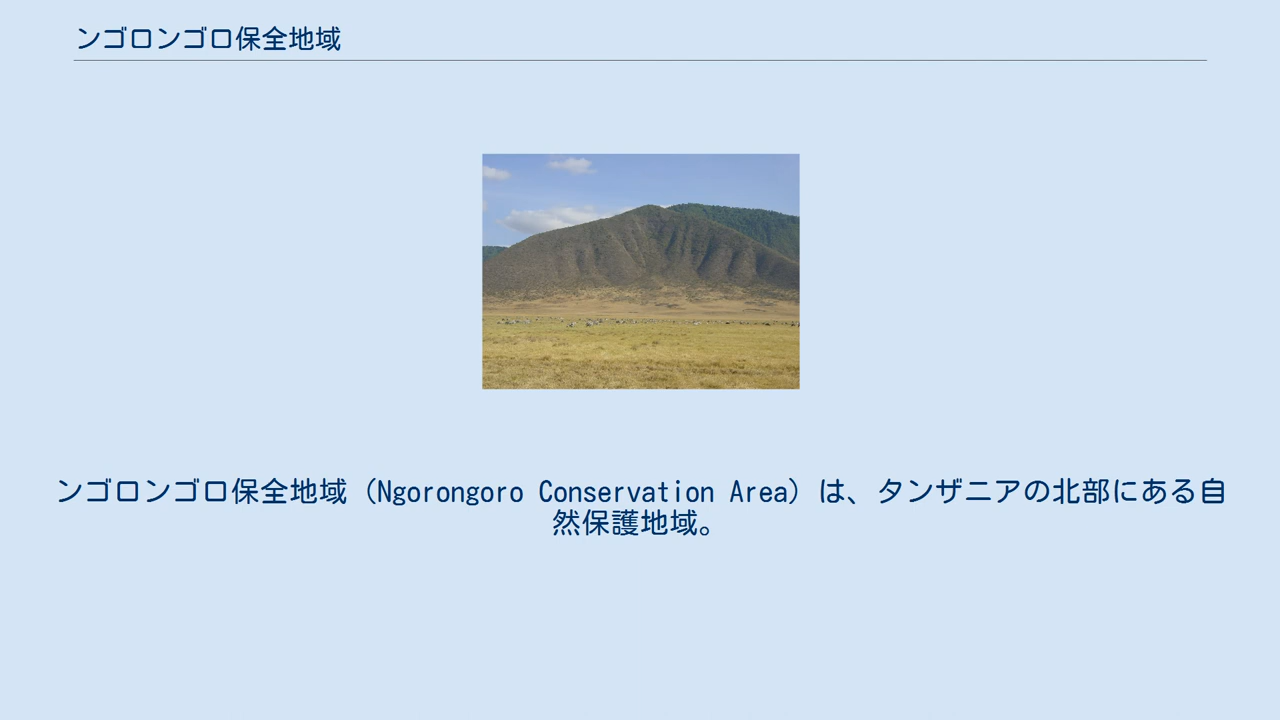 ンゴロンゴロ保全地域
ンゴロンゴロ保全地域（Ngorongoro Conservation Area）は、タンザニアの北部にある自
然保護地域。